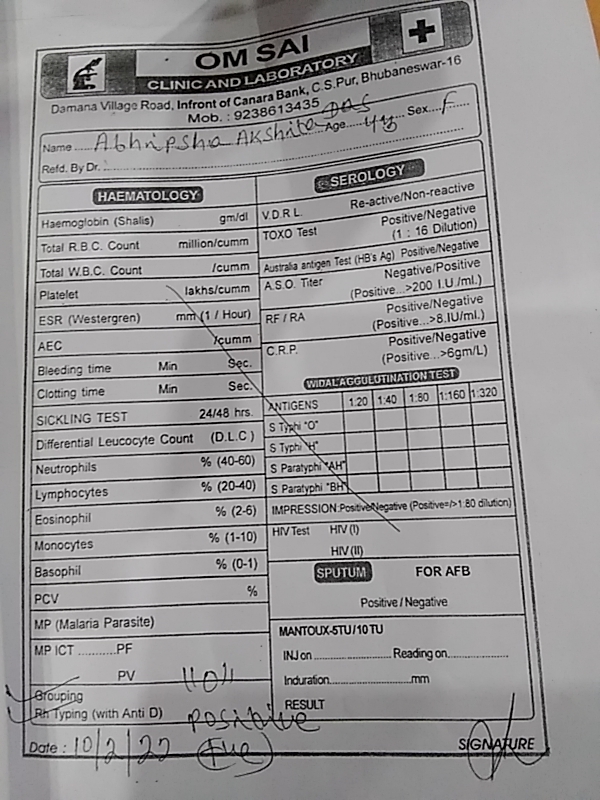 OM SAI
CLINIC AND LABORATORY
Damana Village Road, Infront of Canara Bank, C.S.Pur, Bhubaneswar-16
Mob. : 9238613435
Name ..... Abhipsha Akshita Das Age..... 4y Sex... F
Refd. By Dr. ..........
HAEMATOLOGY
Haemoglobin (Shalis) gm/dl
Total R.B.C. Count million/cumm
Total W.B.C. Count /cumm
Platelet lakhs/cumm
ESR (Westergren) mm (1 / Hour)
AEC /cumm
Bleeding time Min Sec.
Clotting time Min Sec.
SICKLING TEST 24/48 hrs.
Differential Leucocyte Count (D.L.C)
Neutrophils % (40-60)
Lymphocytes % (20-40)
Eosinophil % (2-6)
Monocytes % (1-10)
Basophil % (0-1)
PCV %
MP (Malaria Parasite)
MP ICT ..........PF
PV
Grouping "O"
Rh Typing (with Anti D) positive
(+ve)
SEROLOGY
V.D.R.L. Re-active/Non-reactive
TOXO Test Positive/Negative
(1 : 16 Dilution)
Australia antigen Test (HB's Ag) Positive/Negative
A.S.O. Titer Negative/Positive
(Positive...>200 I.U./ml.)
RF / RA Positive/Negative
(Positive...>8.IU/ml.)
C.R.P. Positive/Negative
(Positive...>6gm/L)
WIDAL AGGULUTINATION TEST
ANTIGENS 1:20 1:40 1:80 1:160 1:320
S Typhi "O"
S Typhi "H"
S Paratyphi "AH"
S Paratyphi "BH"
IMPRESSION:Positive/Negative (Positive=/>1:80 dilution)
HIV Test HIV (I)
HIV (II)
SPUTUM FOR AFB
Positive / Negative
MANTOUX-5TU/10 TU
INJ on .................... Reading on....................
Induration....................mm
RESULT
Date : 10/2/22
SIGNATURE